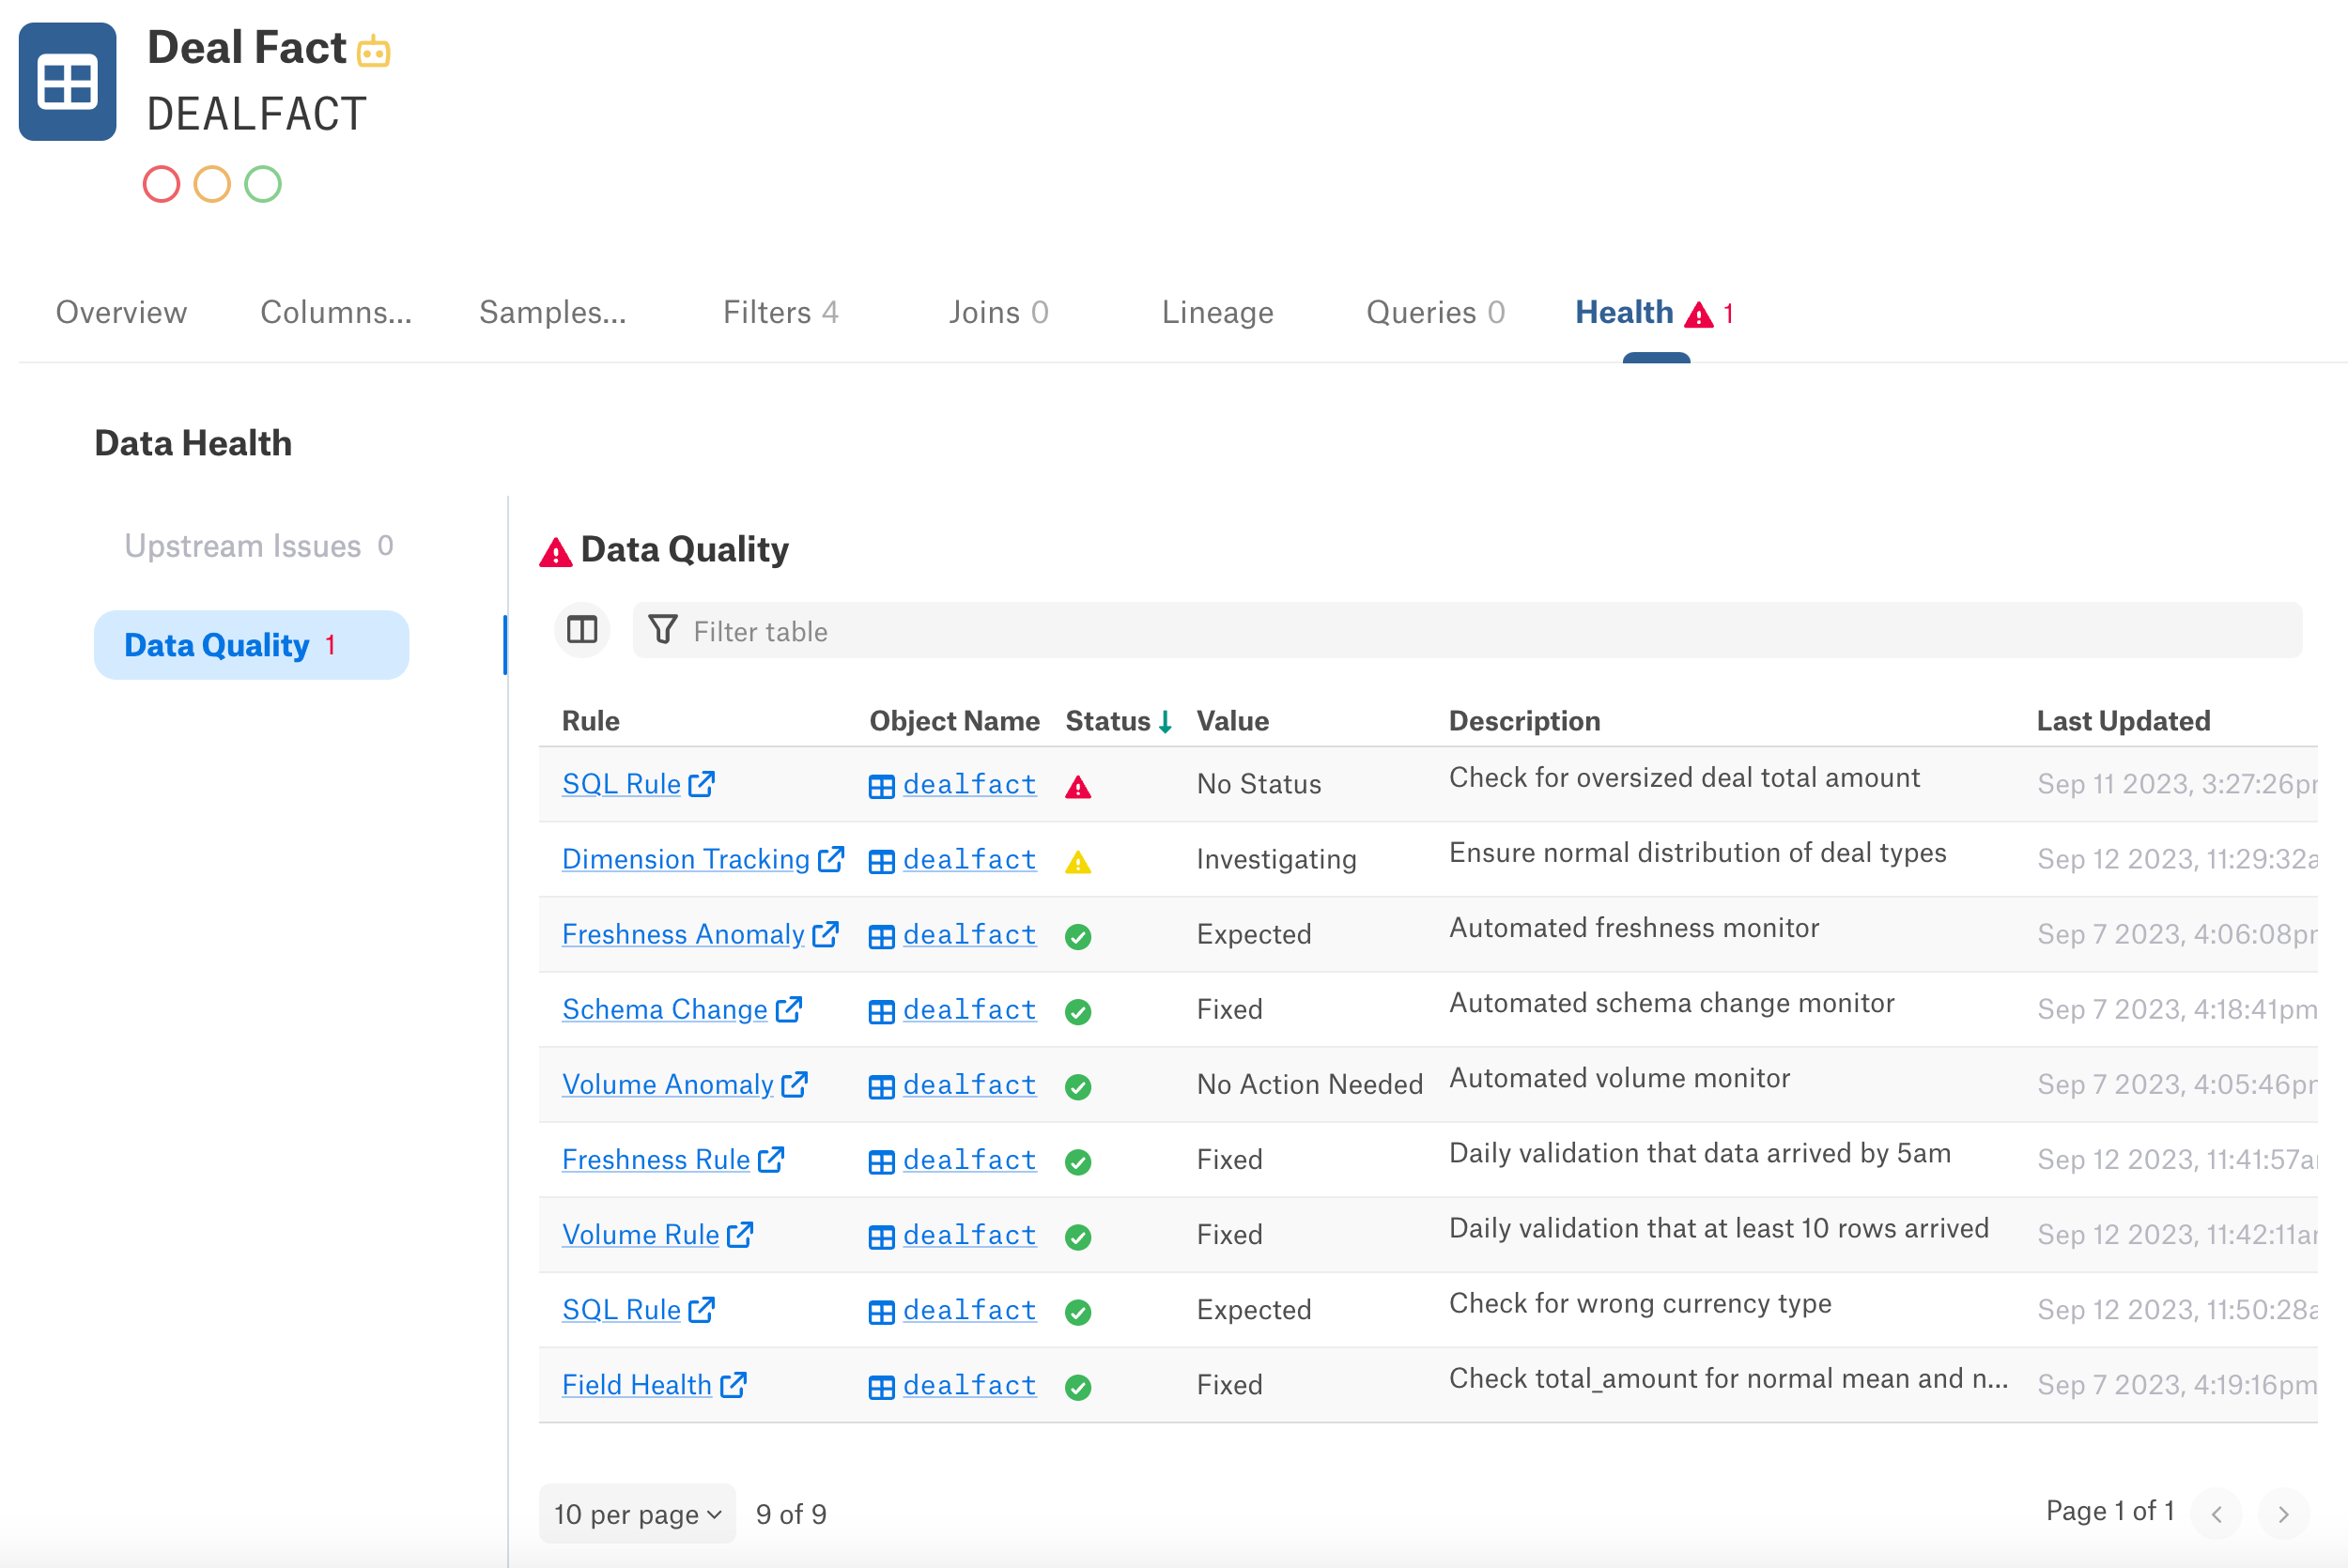 Deal Fact
DEALFACT
Overview Columns... Samples... Filters 4 Joins 0 Lineage Queries 0 Health 1
Data Health
Upstream Issues 0
Data Quality 1
Data Quality
Filter table
Rule Object Name Status Value Description Last Updated
SQL Rule dealfact No Status Check for oversized deal total amount Sep 11 2023, 3:27:26p
Dimension Tracking dealfact Investigating Ensure normal distribution of deal types Sep 12 2023, 11:29:32a
Freshness Anomaly dealfact Expected Automated freshness monitor Sep 7 2023, 4:06:08p
Schema Change dealfact Fixed Automated schema change monitor Sep 7 2023, 4:18:41pm
Volume Anomaly dealfact No Action Needed Automated volume monitor Sep 7 2023, 4:05:46p
Freshness Rule dealfact Fixed Daily validation that data arrived by 5am Sep 12 2023, 11:41:57a
Volume Rule dealfact Fixed Daily validation that at least 10 rows arrived Sep 12 2023, 11:42:11a
SQL Rule dealfact Expected Check for wrong currency type Sep 12 2023, 11:50:28a
Field Health dealfact Fixed Check total_amount for normal mean and n... Sep 7 2023, 4:19:16pm
10 per page 9 of 9 Page 1 of 1